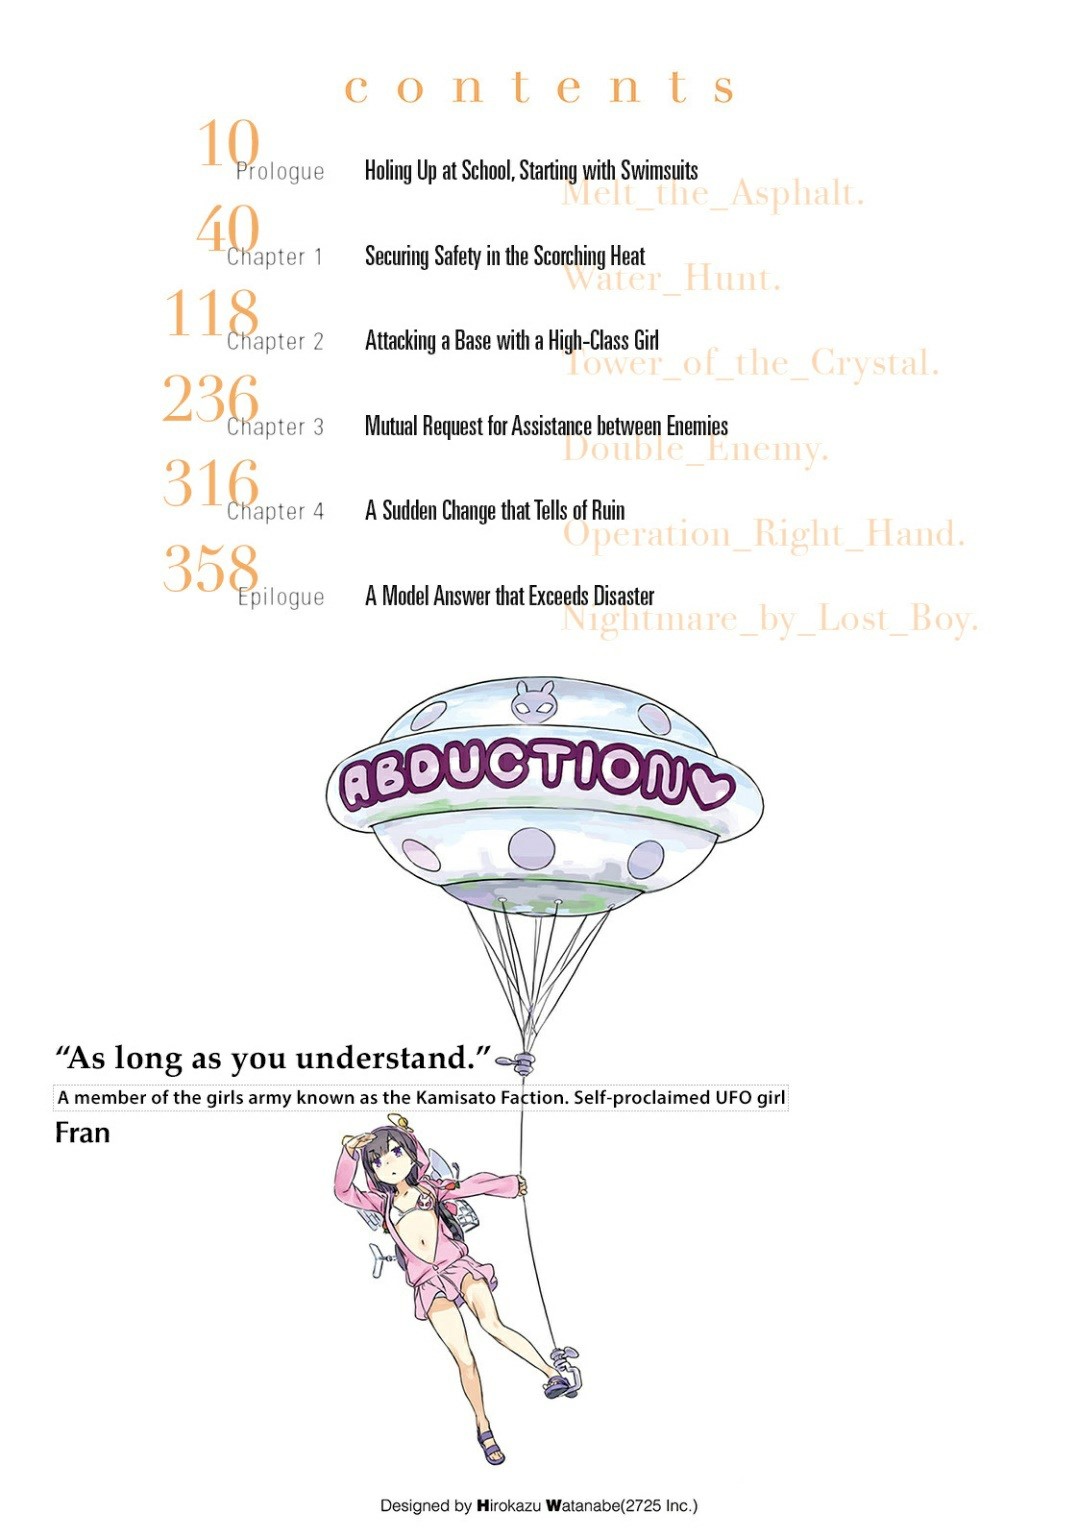 contents
10
Prologue Holing Up at School, Starting with Swimsuits
Melt_the_Asphalt.
40
Chapter 1 Securing Safety in the Scorching Heat
Water_Hunt.
118
Chapter 2 Attacking a Base with a High-Class Girl
Tower_of_the_Crystal.
236
Chapter 3 Mutual Request for Assistance between Enemies
Double_Enemy.
316
Chapter 4 A Sudden Change that Tells of Ruin
Operation_Right_Hand.
358
Epilogue A Model Answer that Exceeds Disaster
Nightmare_by_Lost_Boy.
ABDUCTION
“As long as you understand.”
A member of the girls army known as the Kamisato Faction. Self-proclaimed UFO girl
Fran
Designed by Hirokazu Watanabe(2725 Inc.)